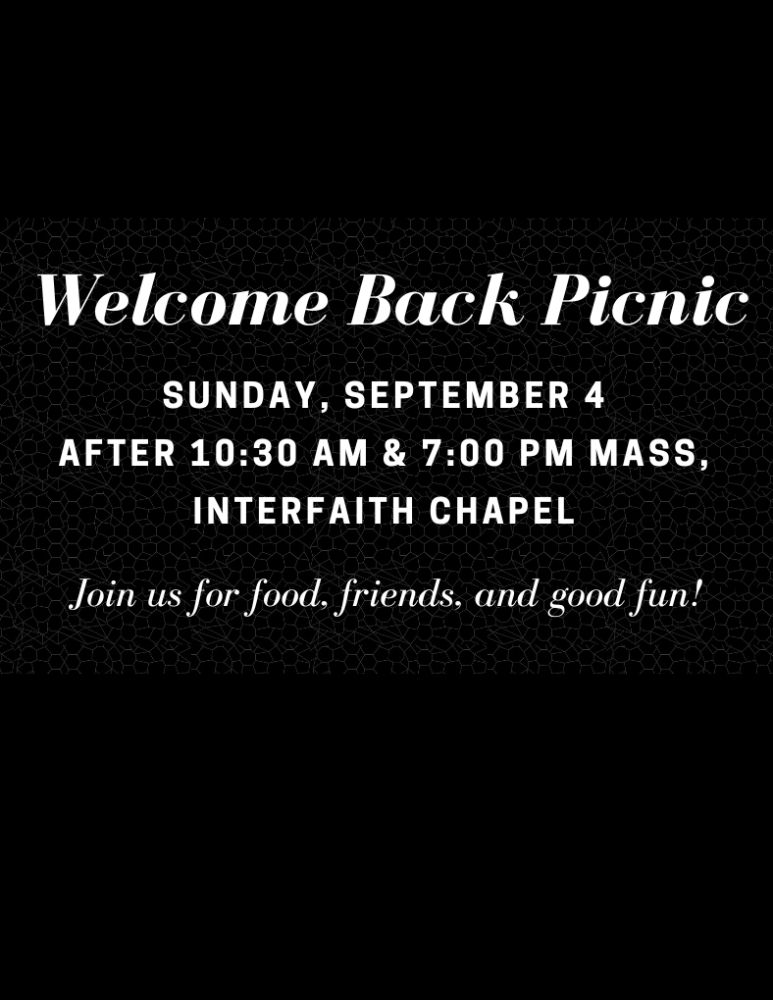 Welcome Back Picnic
SUNDAY, SEPTEMBER 4
AFTER 10:30 AM & 7:00 PM MASS,
INTERFAITH CHAPEL
Join us for food, friends, and good fun!